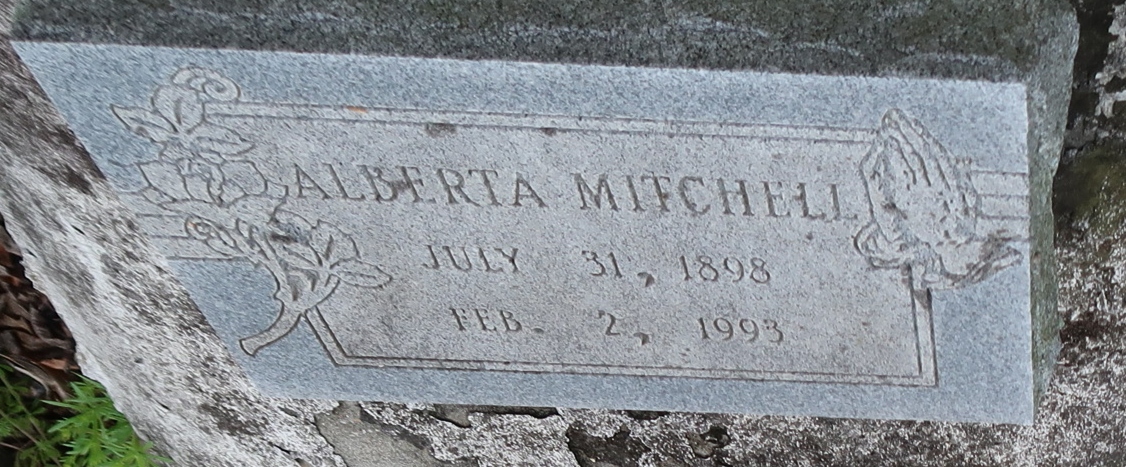 ALBERTA MITCHELL
JULY 31, 1898
FEB. 2, 1993